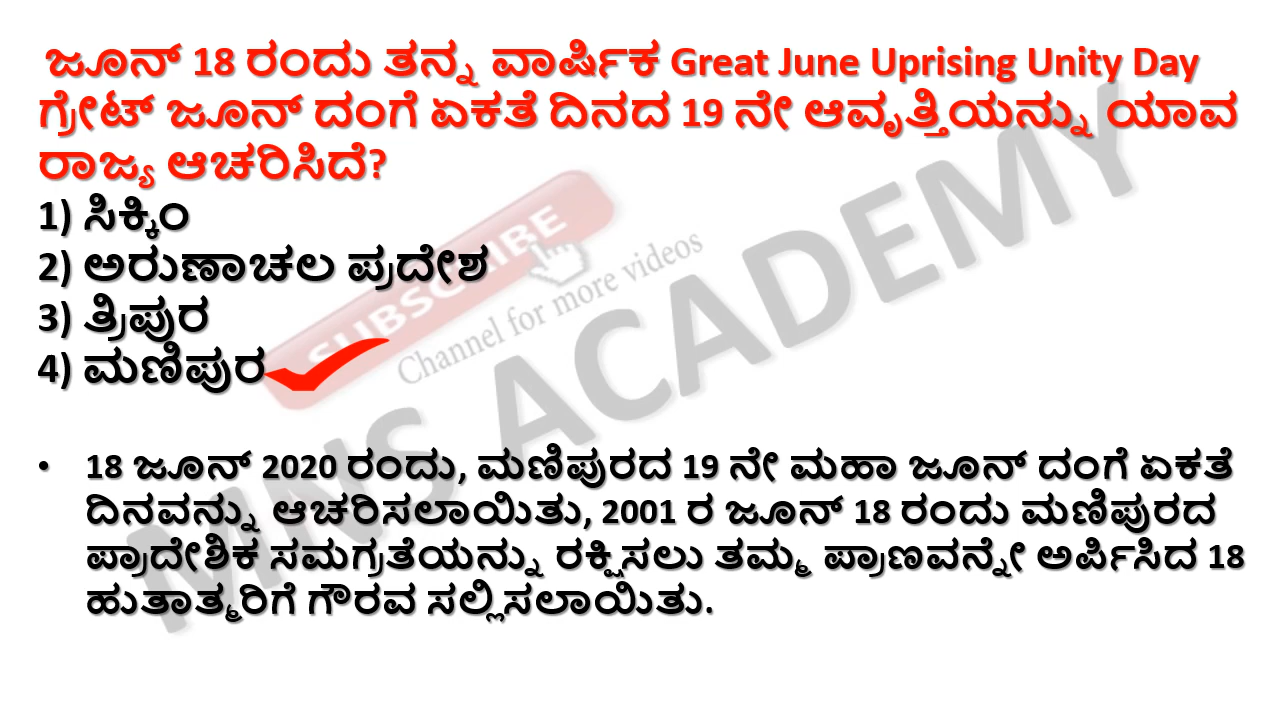 ಜೂನ್ 18 ರಂದು ತನ್ನ ವಾರ್ಷಿಕ Great June Uprising Unity Day
ಗ್ರೇಟ್ ಜೂನ್ ದಂಗೆ ಏಕತೆ ದಿನದ 19 ನೇ ಆವೃತ್ತಿಯನ್ನು ಯಾವ
ರಾಜ್ಯ ಆಚರಿಸಿದೆ?
1) ಸಿಕ್ಕಿಂ
2) ಅರುಣಾಚಲ ಪ್ರದೇಶ
3) ತ್ರಿಪುರ
4) ಮಣಿಪುರ
• 18 ಜೂನ್ 2020 ರಂದು, ಮಣಿಪುರದ 19 ನೇ ಮಹಾ ಜೂನ್ ದಂಗೆ ಏಕತೆ
ದಿನವನ್ನು ಆಚರಿಸಲಾಯಿತು, 2001 ರ ಜೂನ್ 18 ರಂದು ಮಣಿಪುರದ
ಪ್ರಾದೇಶಿಕ ಸಮಗ್ರತೆಯನ್ನು ರಕ್ಷಿಸಲು ತಮ್ಮ ಪ್ರಾಣವನ್ನೇ ಅರ್ಪಿಸಿದ 18
ಹುತಾತ್ಮರಿಗೆ ಗೌರವ ಸಲ್ಲಿಸಲಾಯಿತು.
SUBSCRIBE
Channel for more videos
MNS ACADEMY